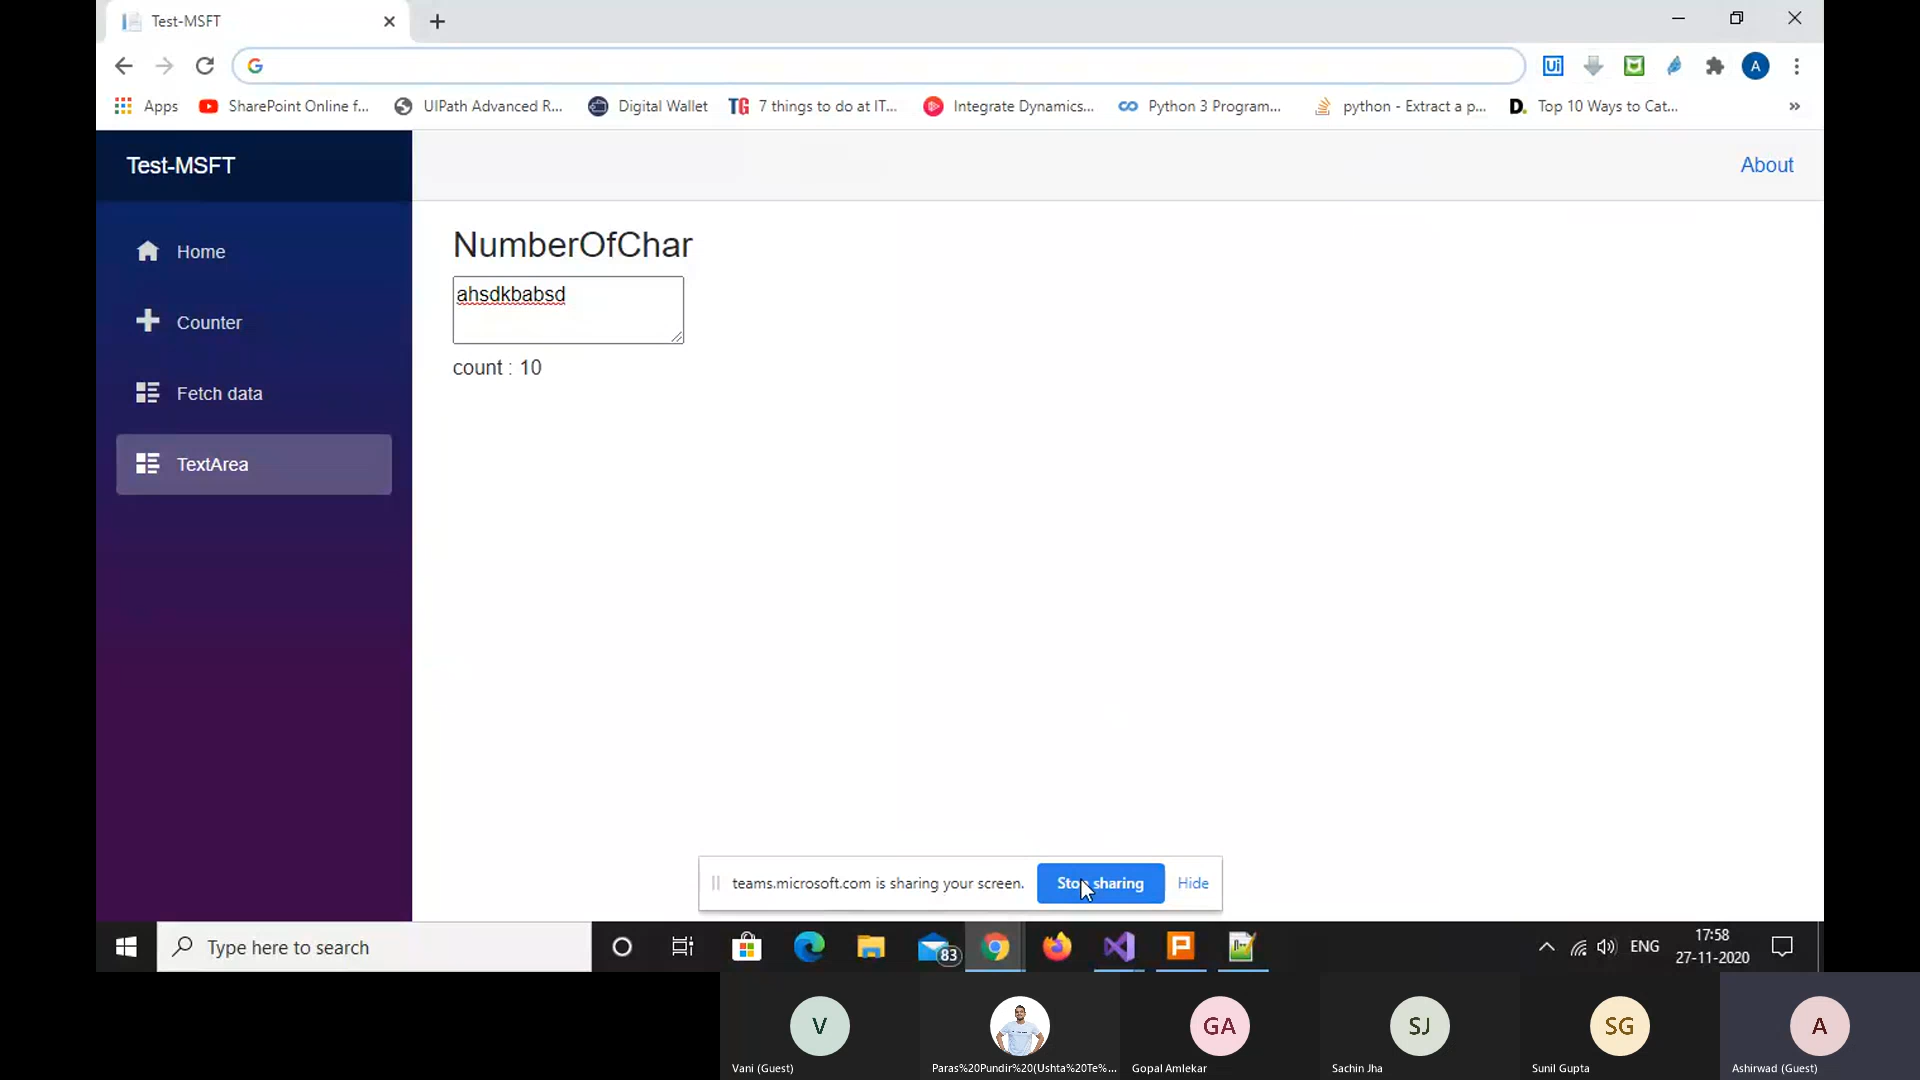 Test-MSFT
Apps
SharePoint Online f...
UIPath Advanced R...
Digital Wallet
TG 7 things to do at IT...
Integrate Dynamics...
Python 3 Program...
python - Extract a p...
D. Top 10 Ways to Cat...
Ui
A
Test-MSFT
About
Home
Counter
Fetch data
TextArea
NumberOfChar
ahsdkbabsd
count : 10
teams.microsoft.com is sharing your screen.
Stop sharing
Hide
Type here to search
83
ENG
17:58
27-11-2020
V
GA
SJ
SG
A
Vani (Guest)
Paras%20Pundir%20(Ushta%20Te%...
Gopal Amlekar
Sachin Jha
Sunil Gupta
Ashirwad (Guest)